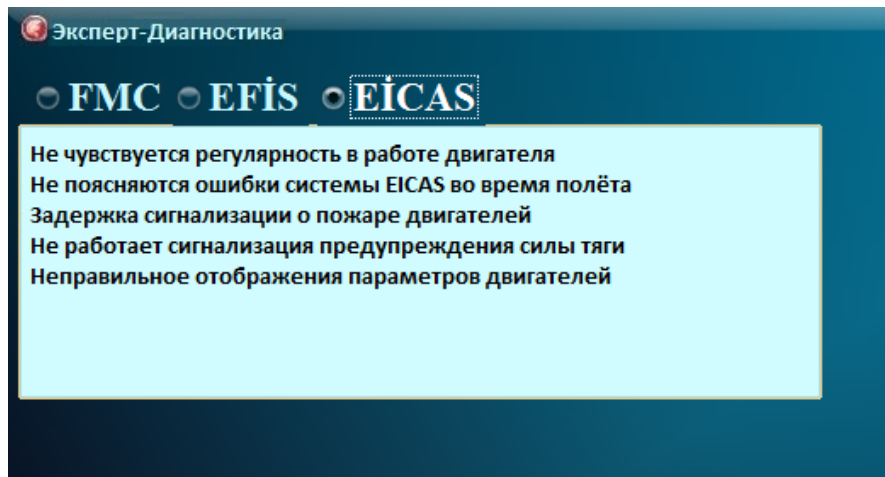 Эксперт-Диагностика
FMC EFİS EİCAS
Не чувствуется регулярность в работе двигателя
Не поясняются ошибки системы EICAS во время полёта
Задержка сигнализации о пожаре двигателей
Не работает сигнализация предупреждения силы тяги
Неправильное отображения параметров двигателей